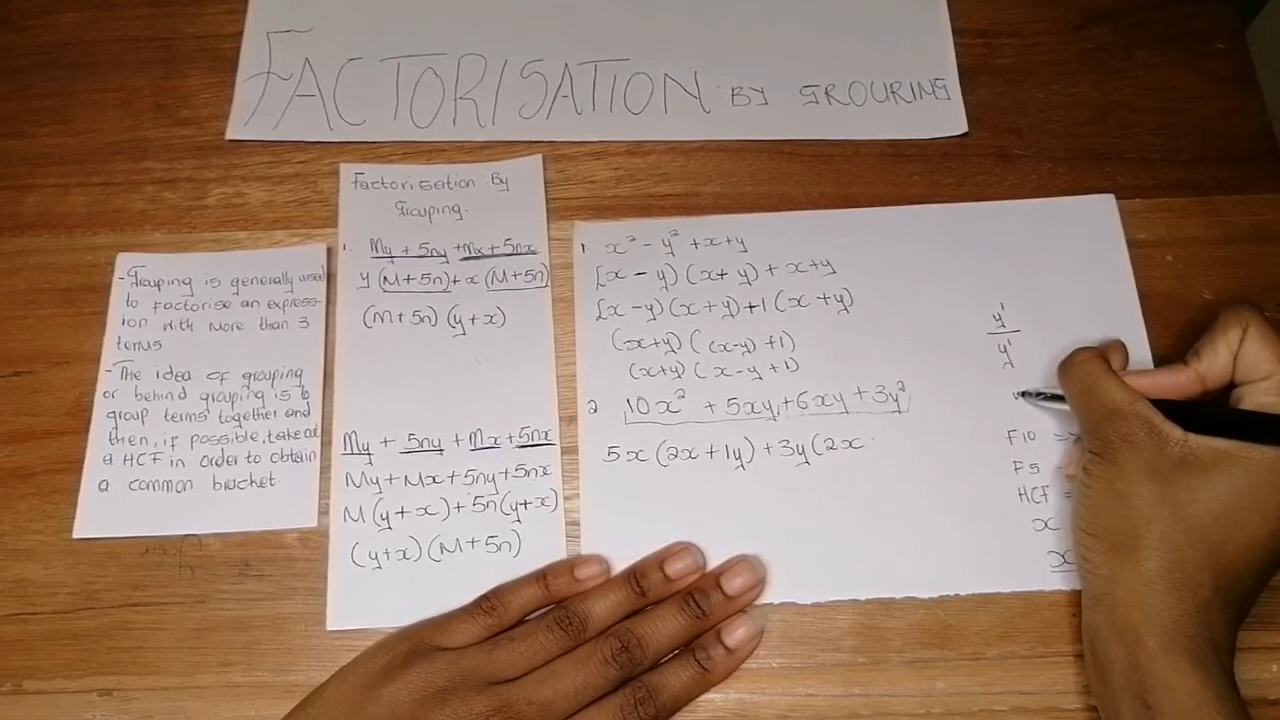 FACTORISATION BY GROURING
- Grouping is generally used
to factorise an express-
ion with more than 3
terms
- The idea of grouping
or behind grouping is to
group terms together and
then, if possible, take out
a HCF in order to obtain
a common bracket
Factorisation By
Grouping.
1. My + 5ny + Mx + 5nx
y (M+5n) + x (M+5n)
(M+5n) (y+x)
My + 5ny + Mx + 5nx
My + Mx + 5ny + 5nx
M(y+x) + 5n(y+x)
(y+x) (M+5n)
1. x² - y² + x + y
(x - y) (x + y) + x + y
(x - y) (x + y) + 1 (x + y)
(x+y) ( (x-y) + 1)
(x+y) ( x - y + 1)
2 10x² + 5xy + 6xy + 3y²
5x (2x + 1y) + 3y (2x
y¹
y¹
F10 =
F5
HCF =
x
x